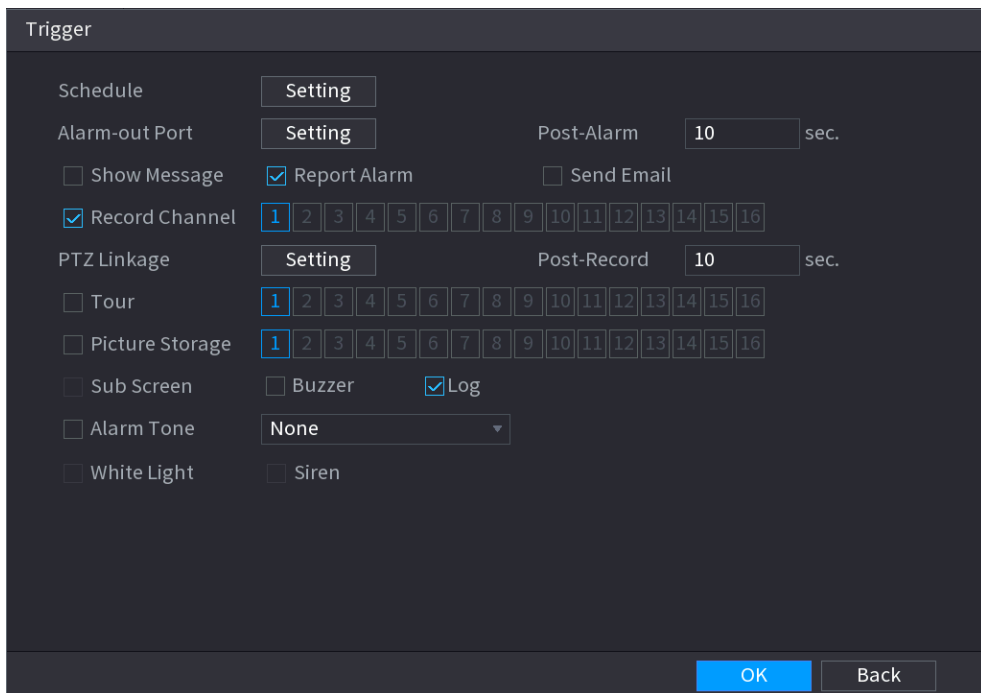 Trigger
Schedule Setting
Alarm-out Port Setting Post-Alarm 10 sec.
Show Message Report Alarm Send Email
Record Channel 1 2 3 4 5 6 7 8 9 10 11 12 13 14 15 16
PTZ Linkage Setting Post-Record 10 sec.
Tour 1 2 3 4 5 6 7 8 9 10 11 12 13 14 15 16
Picture Storage 1 2 3 4 5 6 7 8 9 10 11 12 13 14 15 16
Sub Screen Buzzer Log
Alarm Tone None
White Light Siren
OK Back